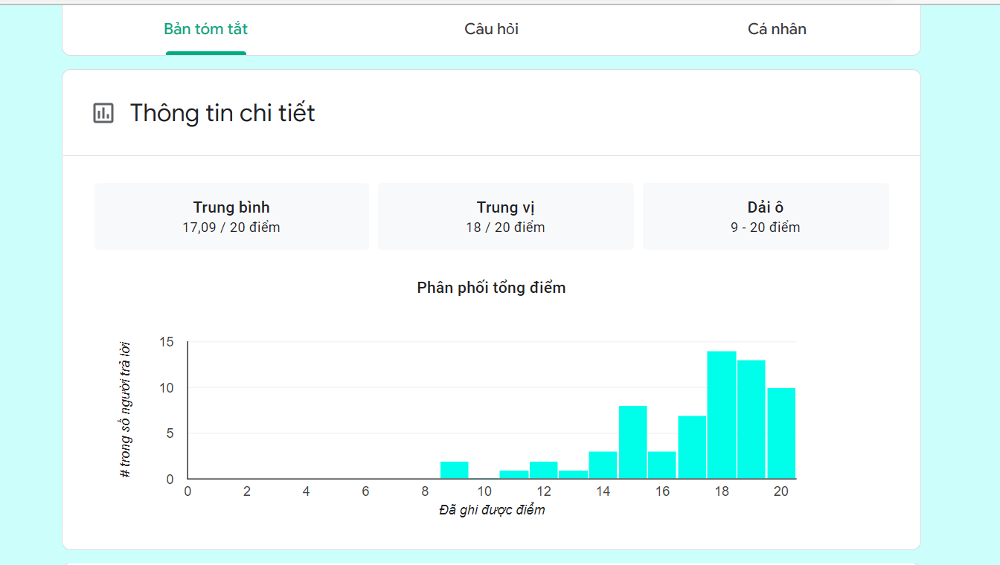 Bản tóm tắt Câu hỏi Cá nhân
Thông tin chi tiết
Trung bình Trung vị Dải ô
17,09 / 20 điểm 18 / 20 điểm 9 - 20 điểm
Phân phối tổng điểm
# trong số người trả lời
15
10
5
0
0 2 4 6 8 10 12 14 16 18 20
Đã ghi được điểm